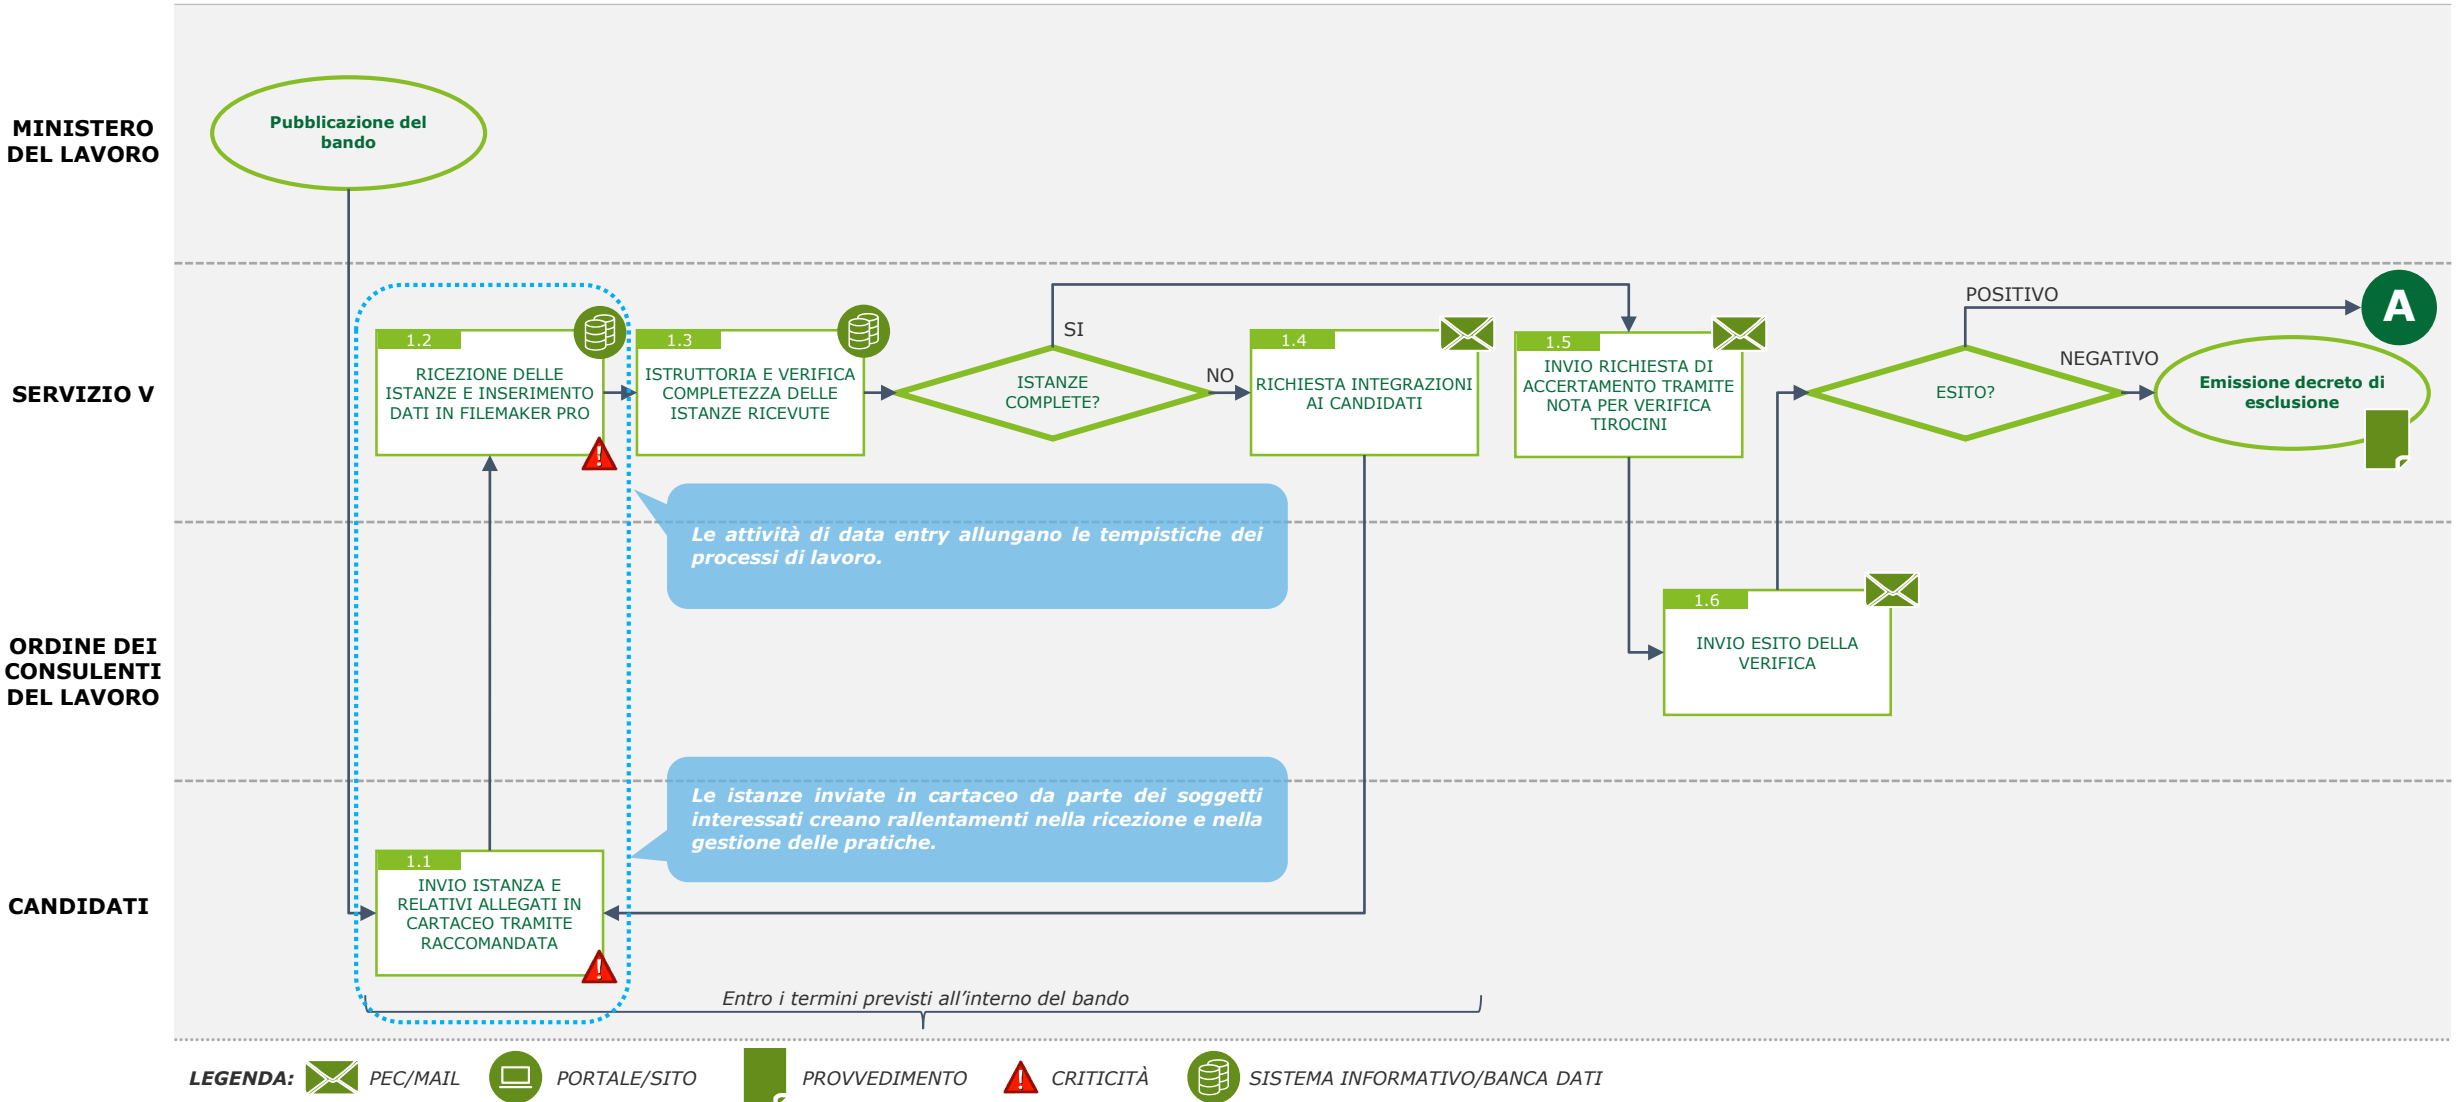 MINISTERO
DEL LAVORO
Pubblicazione del
bando
SERVIZIO V
1.2
RICEZIONE DELLE
ISTANZE E INSERIMENTO
DATI IN FILEMAKER PRO
1.3
ISTRUTTORIA E VERIFICA
COMPLETEZZA DELLE
ISTANZE RICEVUTE
ISTANZE
COMPLETE?
SI
NO
1.4
RICHIESTA INTEGRAZIONI
AI CANDIDATI
1.5
INVIO RICHIESTA DI
ACCERTAMENTO TRAMITE
NOTA PER VERIFICA
TIROCINI
ESITO?
POSITIVO
NEGATIVO
A
Emissione decreto di
esclusione
Le attività di data entry allungano le tempistiche dei
processi di lavoro.
ORDINE DEI
CONSULENTI
DEL LAVORO
1.6
INVIO ESITO DELLA
VERIFICA
Le istanze inviate in cartaceo da parte dei soggetti
interessati creano rallentamenti nella ricezione e nella
gestione delle pratiche.
CANDIDATI
1.1
INVIO ISTANZA E
RELATIVI ALLEGATI IN
CARTACEO TRAMITE
RACCOMANDATA
Entro i termini previsti all'interno del bando
LEGENDA:
PEC/MAIL
PORTALE/SITO
PROVVEDIMENTO
CRITICITÀ
SISTEMA INFORMATIVO/BANCA DATI